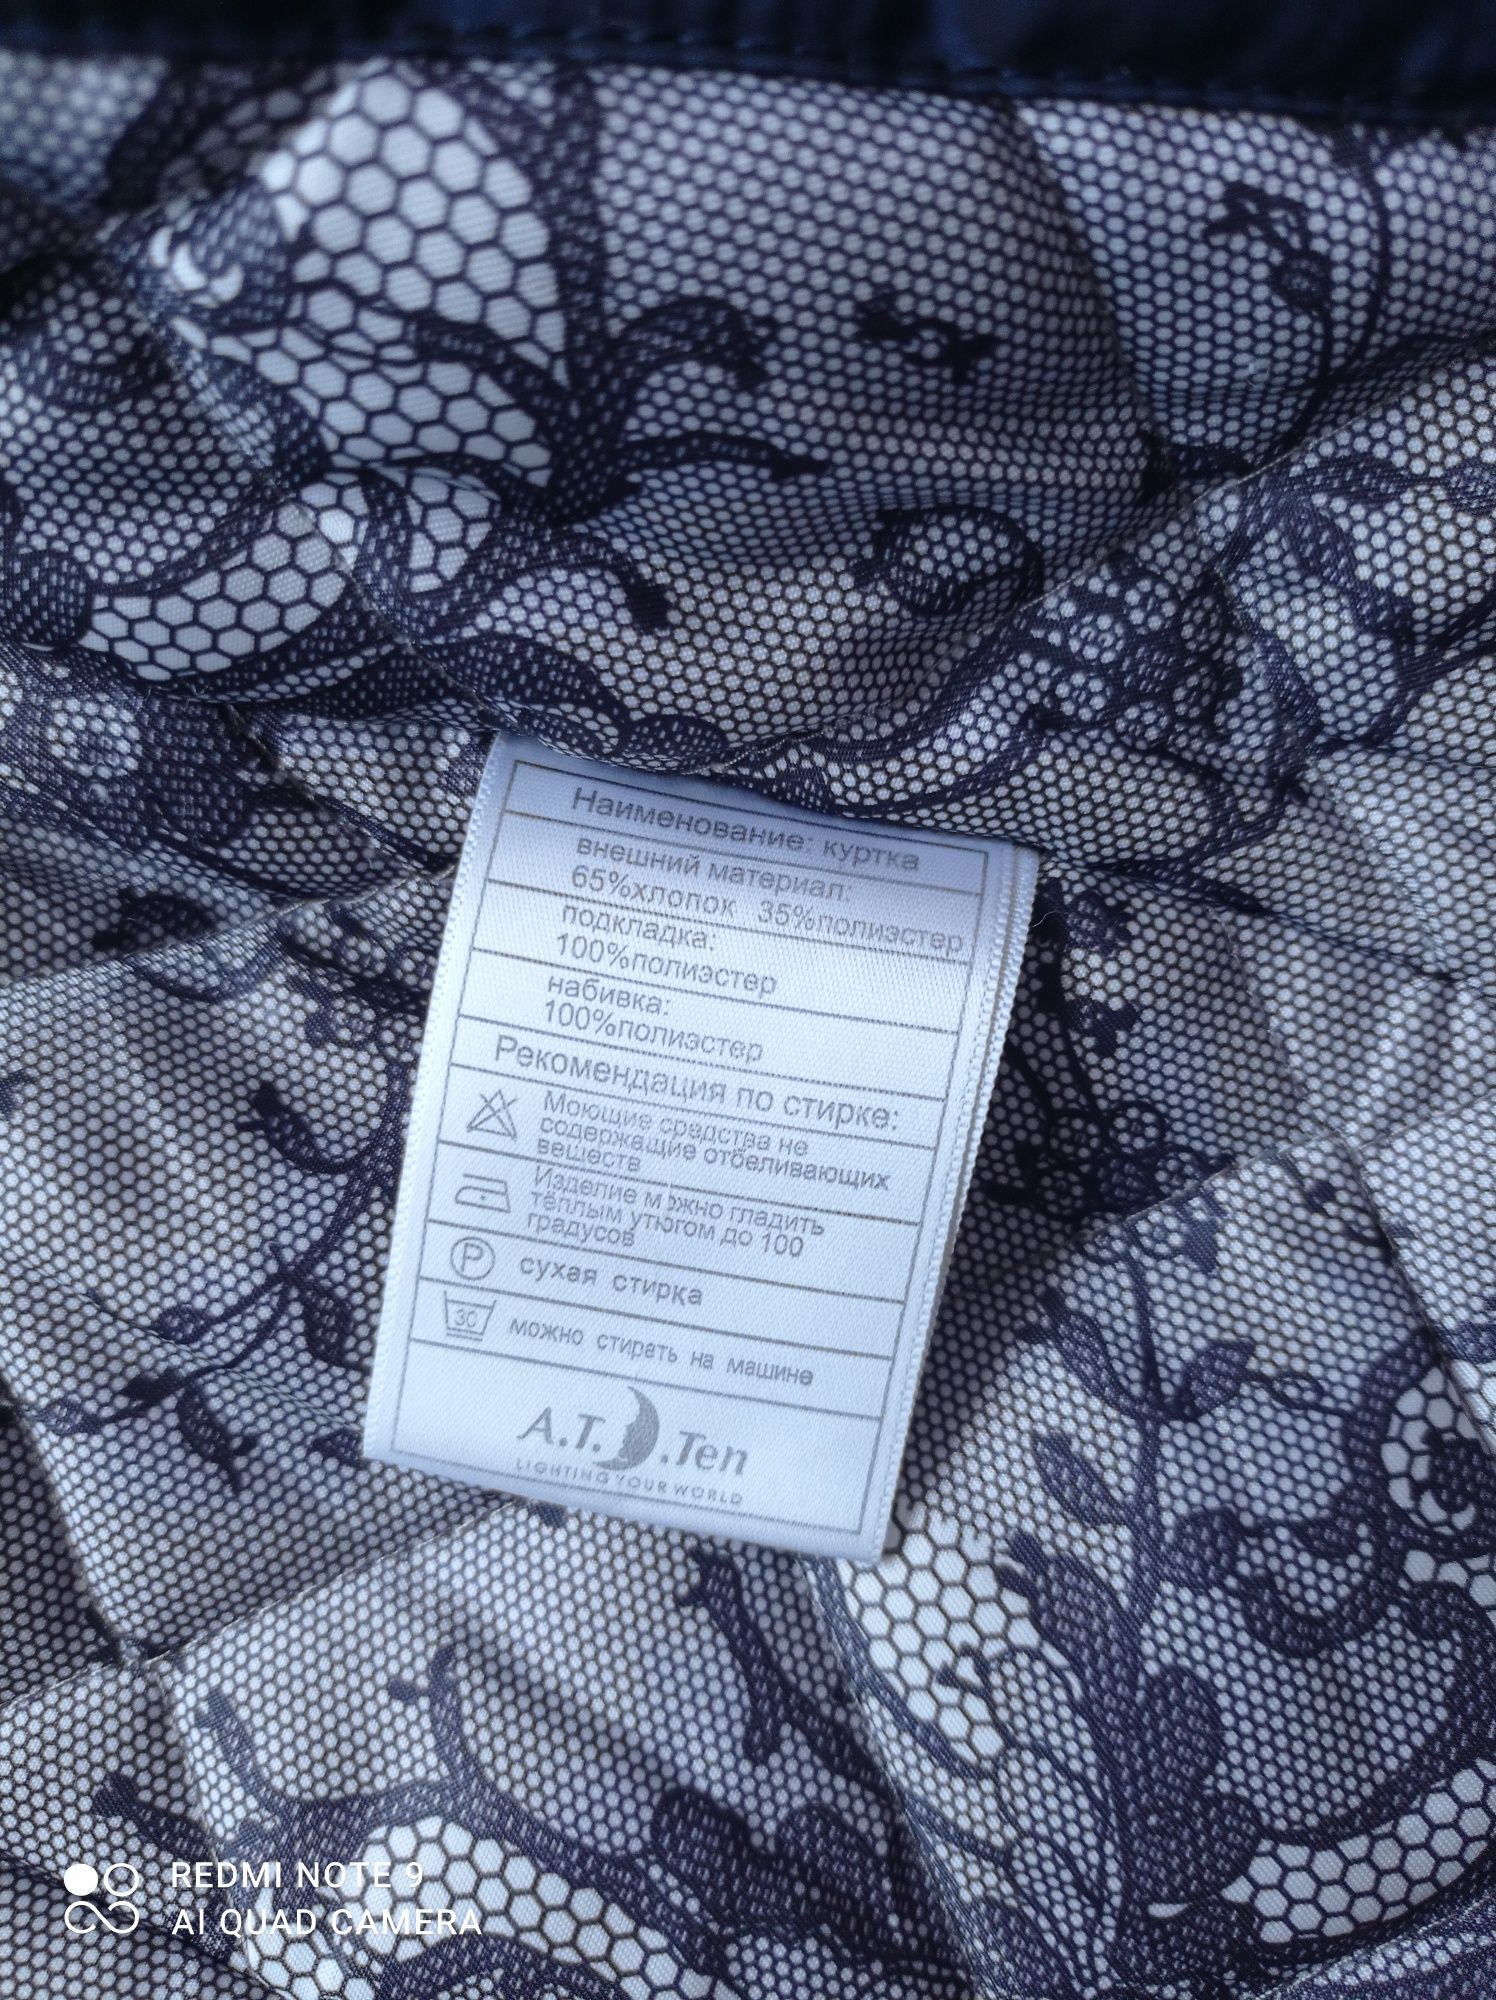 Наименование: куртка
внешний материал:
65%хлопок 35%полиэстер
подкладка:
100%полиэстер
набивка:
100%полиэстер
Рекомендация по стирке:
Моющие средства не
содержащие отбеливающих
веществ
Изделие можно гладить
тёплым утюгом до 100
градусов
P сухая стирка
30 можно стирать на машине
A.T. .Ten
LIGHTING YOUR WORLD
REDMI NOTE 9
AI QUAD CAMERA